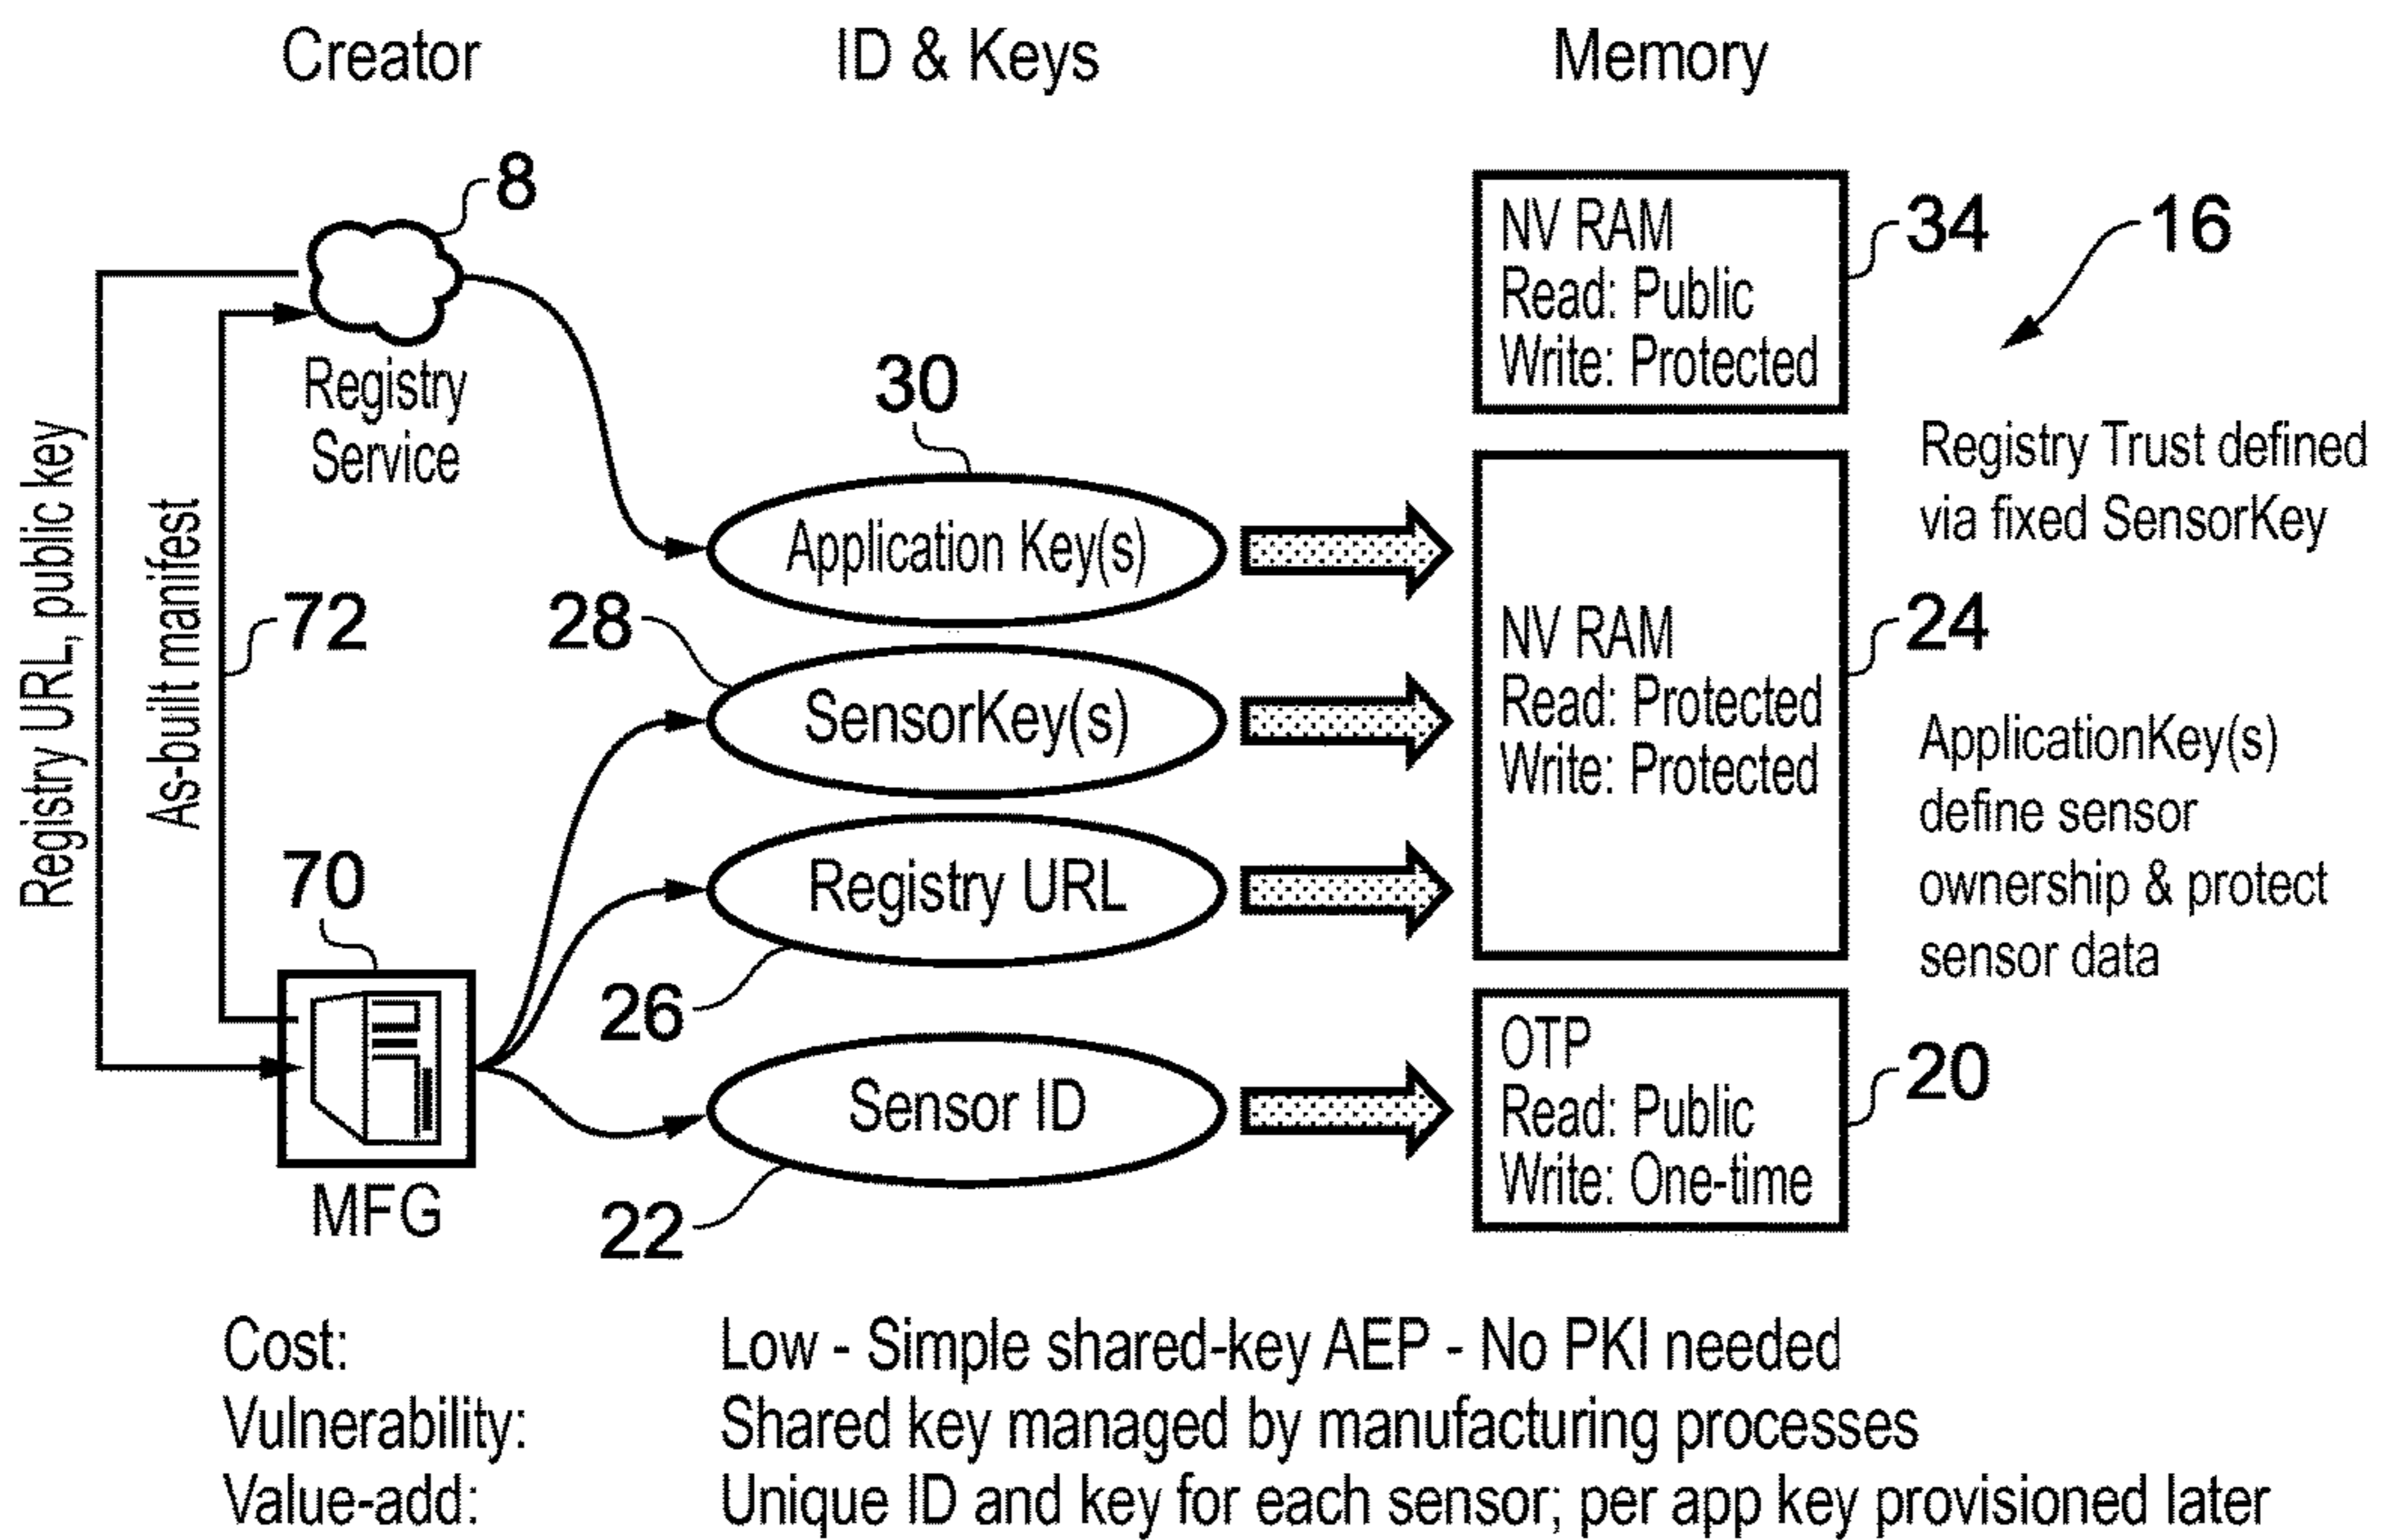 Creator
ID & Keys
Memory
8
Registry
Service
Registry URL, public key
As-built manifest
72
70
MFG
30
Application Key(s)
28
SensorKey(s)
Registry URL
26
Sensor ID
22
NV RAM
Read: Public
Write: Protected
34
16
NV RAM
Read: Protected
Write: Protected
24
OTP
Read: Public
Write: One-time
20
Registry Trust defined
via fixed SensorKey
ApplicationKey(s)
define sensor
ownership & protect
sensor data
Cost: Low - Simple shared-key AEP - No PKI needed
Vulnerability: Shared key managed by manufacturing processes
Value-add: Unique ID and key for each sensor; per app key provisioned later